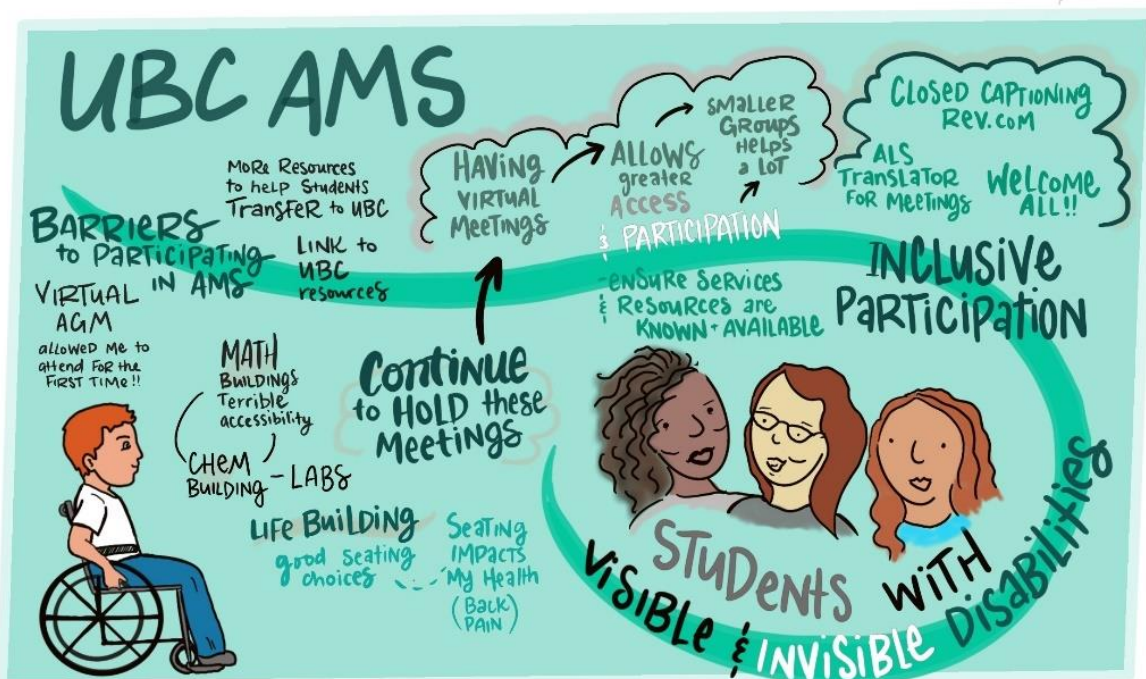 UBC AMS
BARRIERS
to PARTICIPATING
IN AMS
MORE Resources
to help Students
TRANSFER to UBC
LINK to
UBC
resources
VIRTUAL
AGM
allowed me to
attend FOR the
FIRST TIME!!
MATH
BUILDINGS
Terrible
accessibility
CHEM
BUILDING - LABS
LIFE BUILDING
good seating
choices
Seating
IMPACTS
My Health
(Back
PAIN)
CONTINUE
to HOLD these
Meetings
HAVING
VIRTUAL
MEETINGS
ALLOWS
greater
ACCESS
& PARTICIPATION
SMALLER
GROUPS
HELPS
a LOT
- ENSURE SERVICES
& RESOURCES are
KNOWN + AVAILABLE
CLOSED CAPTIONING
REV.COM
ALS
TRANSLATOR
FOR MEETINGS
WELCOME
ALL!!
INCLUSIVE
PARTICIPATION
STUDENTS
WITH
VISIBLE & INVISIBLE DISABILITIES